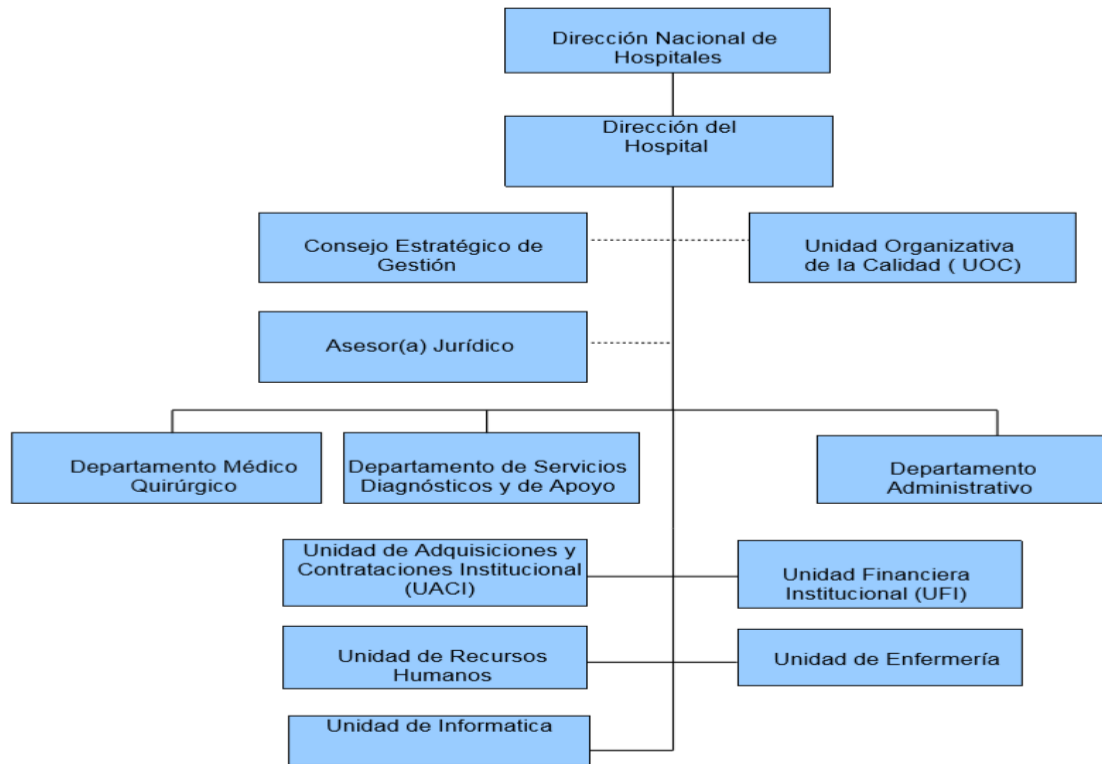 Dirección Nacional de
Hospitales
Dirección del
Hospital
Consejo Estratégico de
Gestión
Unidad Organizativa
de la Calidad ( UOC)
Asesor(a) Jurídico
Departamento Médico
Quirúrgico
Departamento de Servicios
Diagnósticos y de Apoyo
Departamento
Administrativo
Unidad de Adquisiciones y
Contrataciones Institucional
(UACI)
Unidad Financiera
Institucional (UFI)
Unidad de Recursos
Humanos
Unidad de Enfermería
Unidad de Informatica